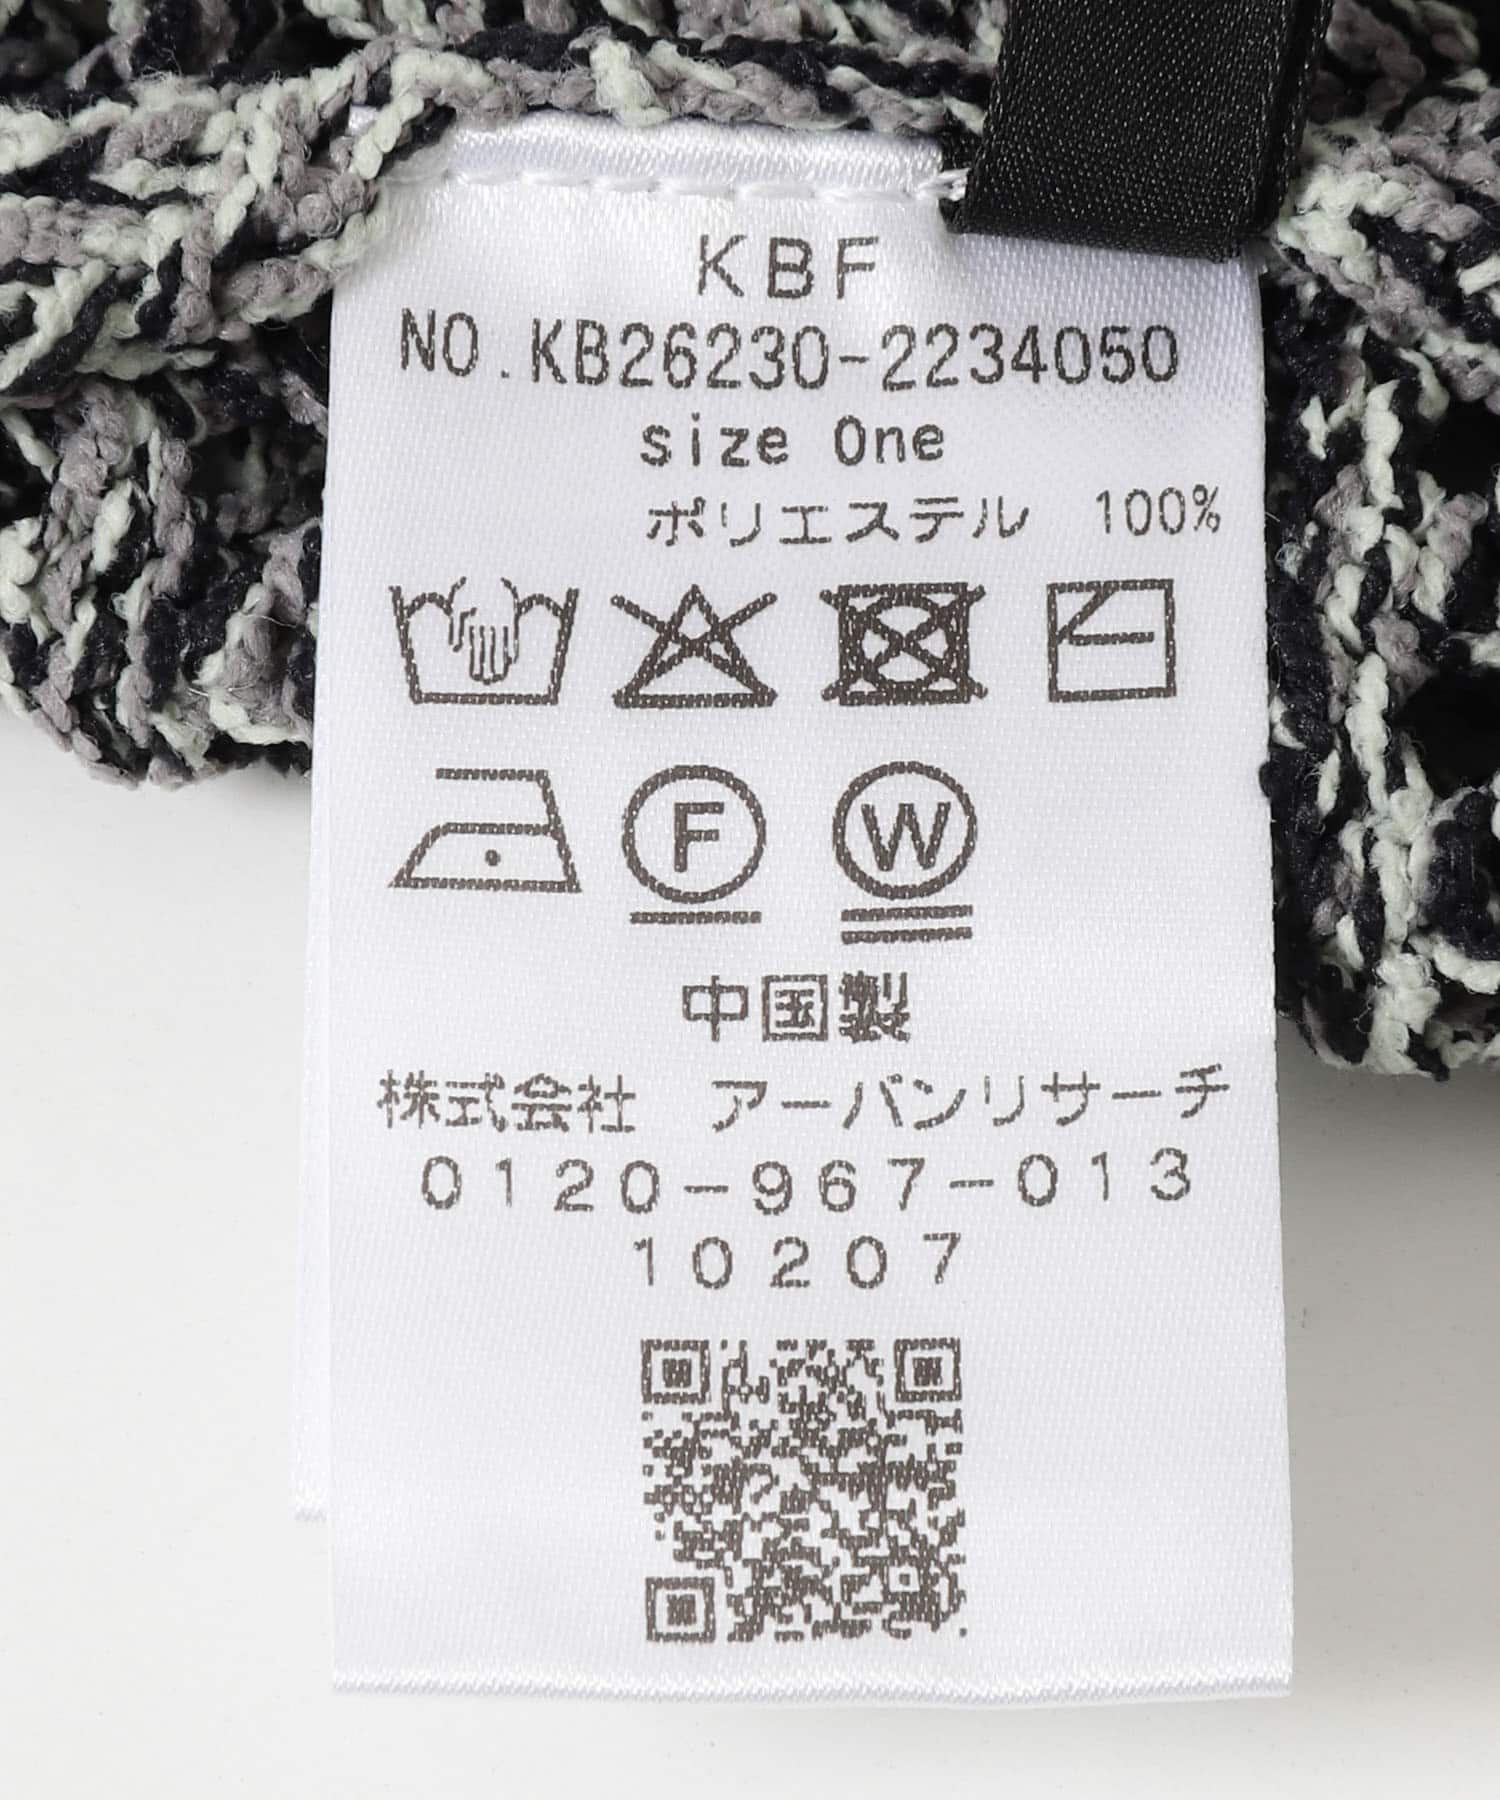 KBF
NO.KB26230-2234050
size One
ポリエステル 100%
F W
中国製
株式会社 アーバンリサーチ
0120-967-013
10207